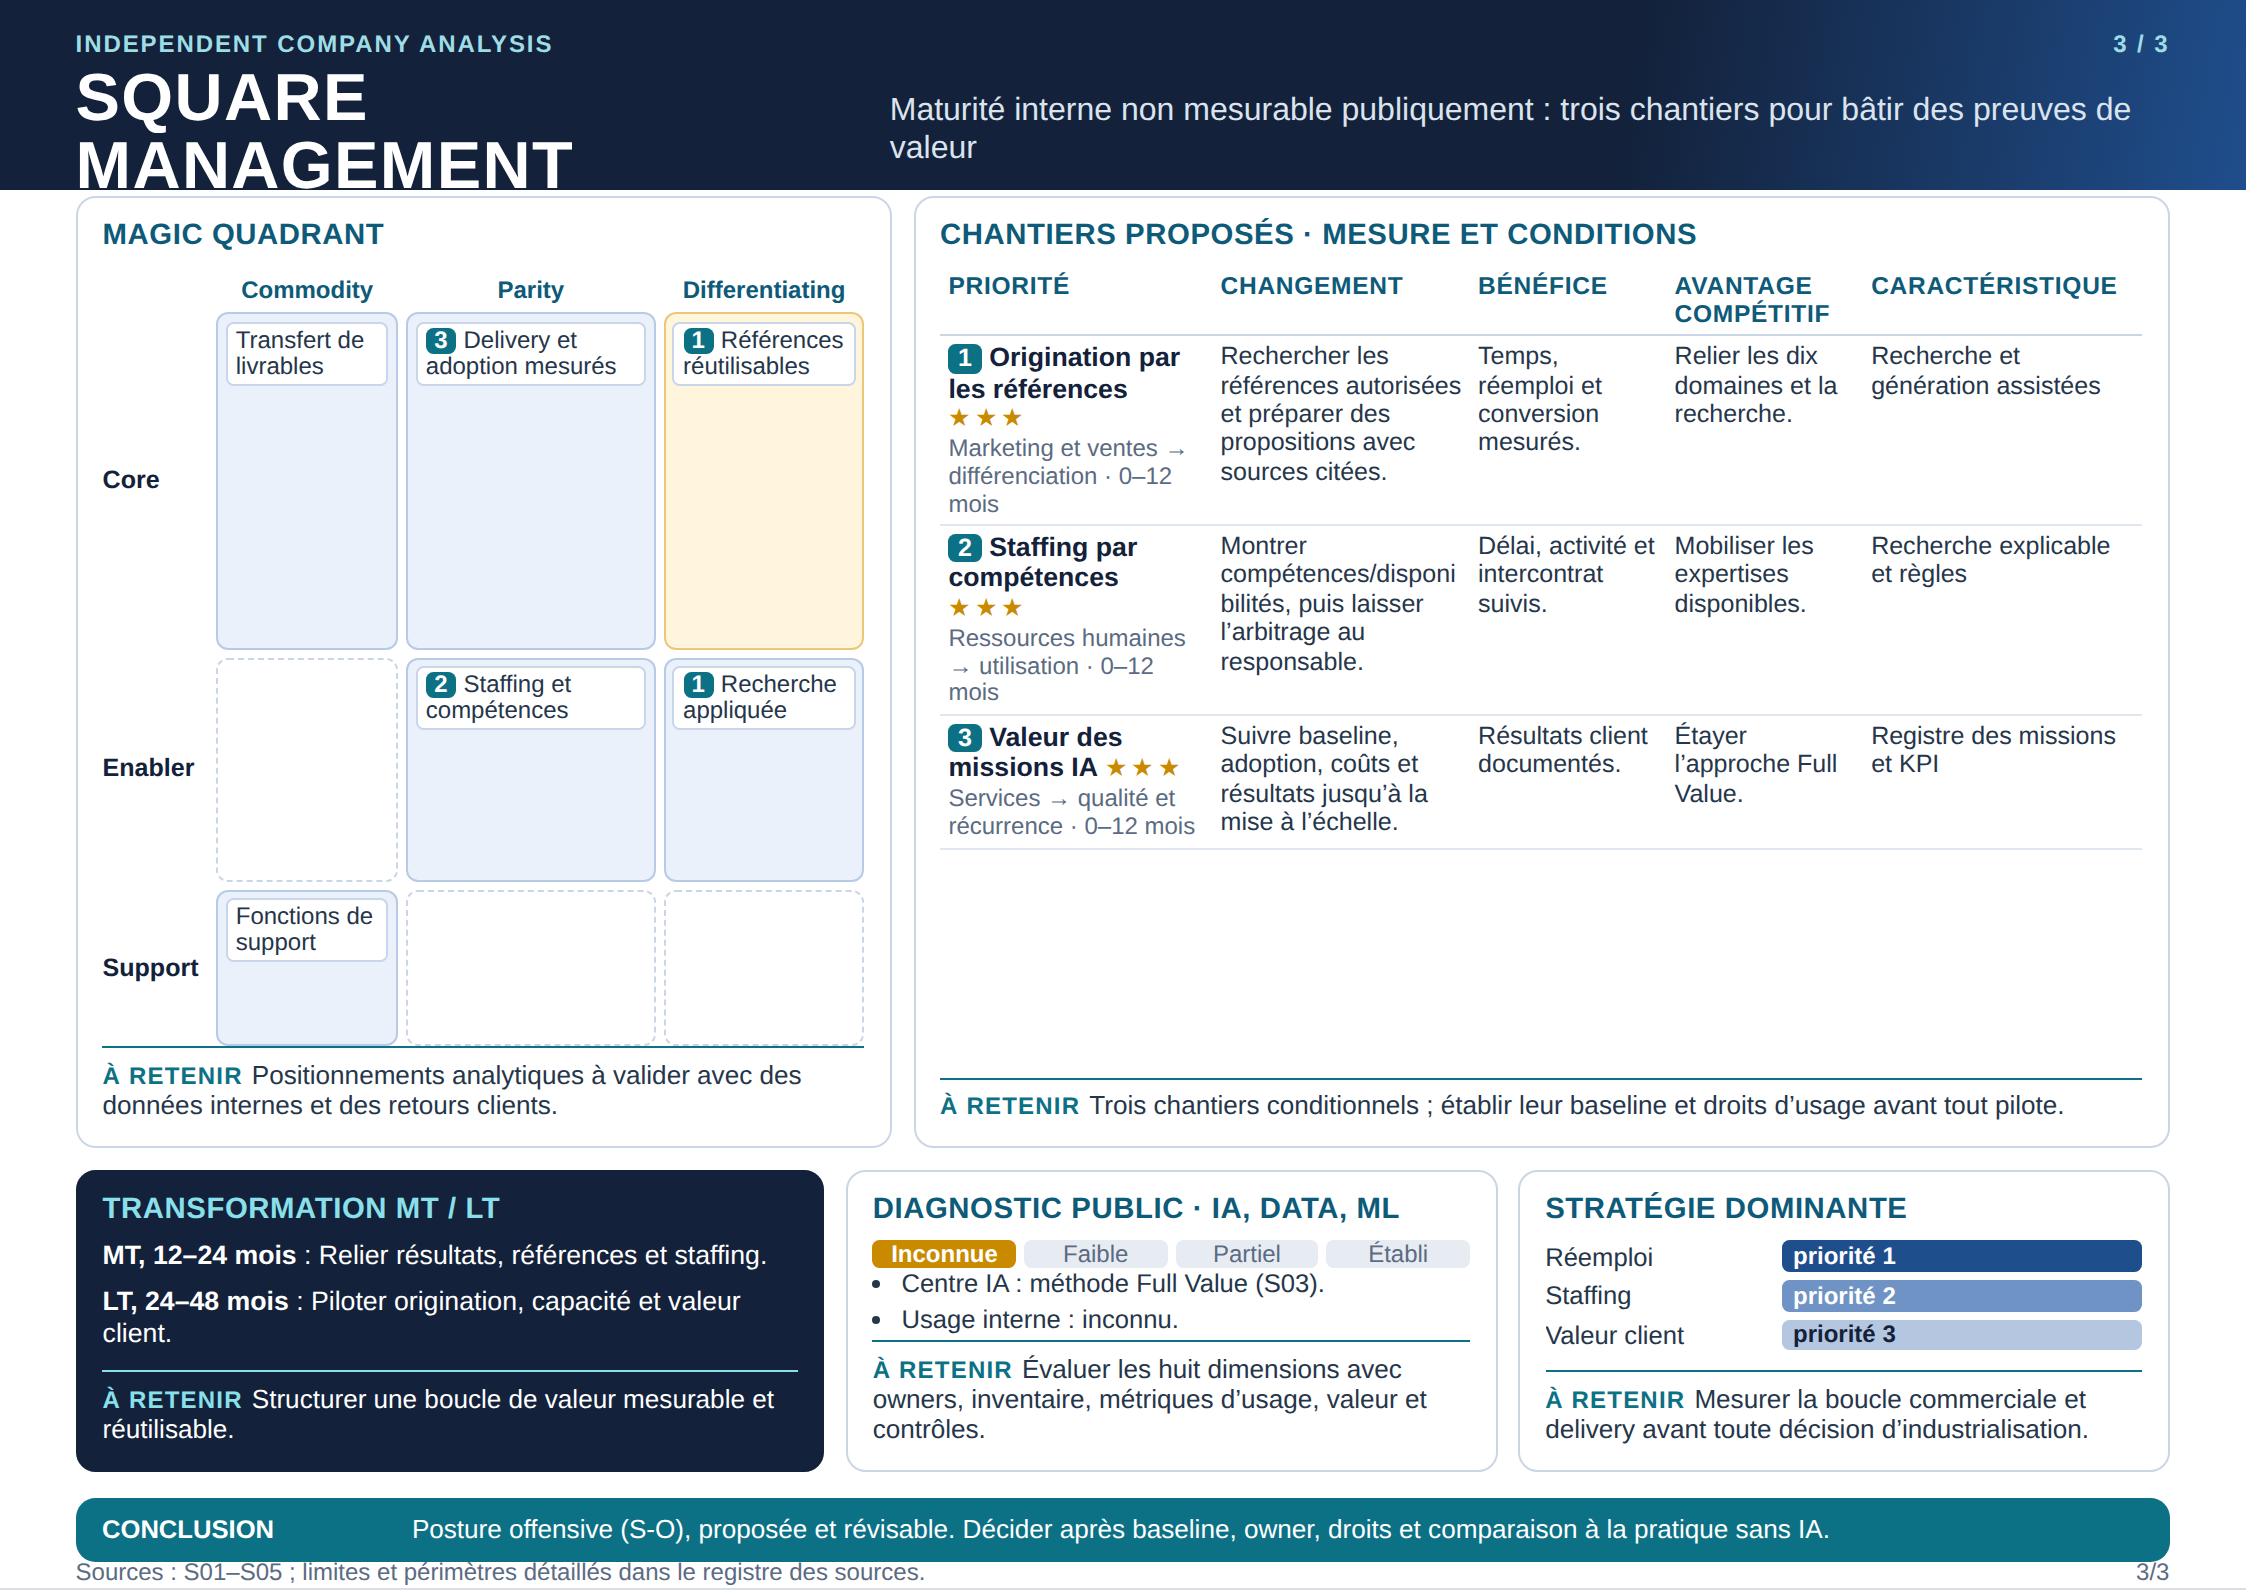 INDEPENDENT COMPANY ANALYSIS
3 / 3
SQUARE
MANAGEMENT
Maturité interne non mesurable publiquement : trois chantiers pour bâtir des preuves de
valeur
MAGIC QUADRANT
Commodity
Parity
Differentiating
Core
Transfert de
livrables
3 Delivery et
adoption mesurés
1 Références
réutilisables
Enabler
2 Staffing et
compétences
1 Recherche
appliquée
Support
Fonctions de
support
À RETENIR Positionnements analytiques à valider avec des
données internes et des retours clients.
CHANTIERS PROPOSÉS · MESURE ET CONDITIONS
PRIORITÉ
CHANGEMENT
BÉNÉFICE
AVANTAGE
COMPÉTITIF
CARACTÉRISTIQUE
1 Origination par
les références
★★★
Marketing et ventes →
différenciation · 0–12
mois
Rechercher les
références autorisées
et préparer des
propositions avec
sources citées.
Temps,
réemploi et
conversion
mesurés.
Relier les dix
domaines et la
recherche.
Recherche et
génération assistées
2 Staffing par
compétences
★★★
Ressources humaines
→ utilisation · 0–12
mois
Montrer
compétences/disponi
bilités, puis laisser
l’arbitrage au
responsable.
Délai, activité et
intercontrat
suivis.
Mobiliser les
expertises
disponibles.
Recherche explicable
et règles
3 Valeur des
missions IA ★★★
Services → qualité et
récurrence · 0–12 mois
Suivre baseline,
adoption, coûts et
résultats jusqu’à la
mise à l’échelle.
Résultats client
documentés.
Étayer
l’approche Full
Value.
Registre des missions
et KPI
À RETENIR Trois chantiers conditionnels ; établir leur baseline et droits d’usage avant tout pilote.
TRANSFORMATION MT / LT
MT, 12–24 mois : Relier résultats, références et staffing.
LT, 24–48 mois : Piloter origination, capacité et valeur
client.
À RETENIR Structurer une boucle de valeur mesurable et
réutilisable.
DIAGNOSTIC PUBLIC · IA, DATA, ML
Inconnue
Faible
Partiel
Établi
• Centre IA : méthode Full Value (S03).
• Usage interne : inconnu.
À RETENIR Évaluer les huit dimensions avec
owners, inventaire, métriques d’usage, valeur et
contrôles.
STRATÉGIE DOMINANTE
Réemploi
priorité 1
Staffing
priorité 2
Valeur client
priorité 3
À RETENIR Mesurer la boucle commerciale et
delivery avant toute décision d’industrialisation.
CONCLUSION
Posture offensive (S-O), proposée et révisable. Décider après baseline, owner, droits et comparaison à la pratique sans IA.
Sources : S01–S05 ; limites et périmètres détaillés dans le registre des sources.
3/3